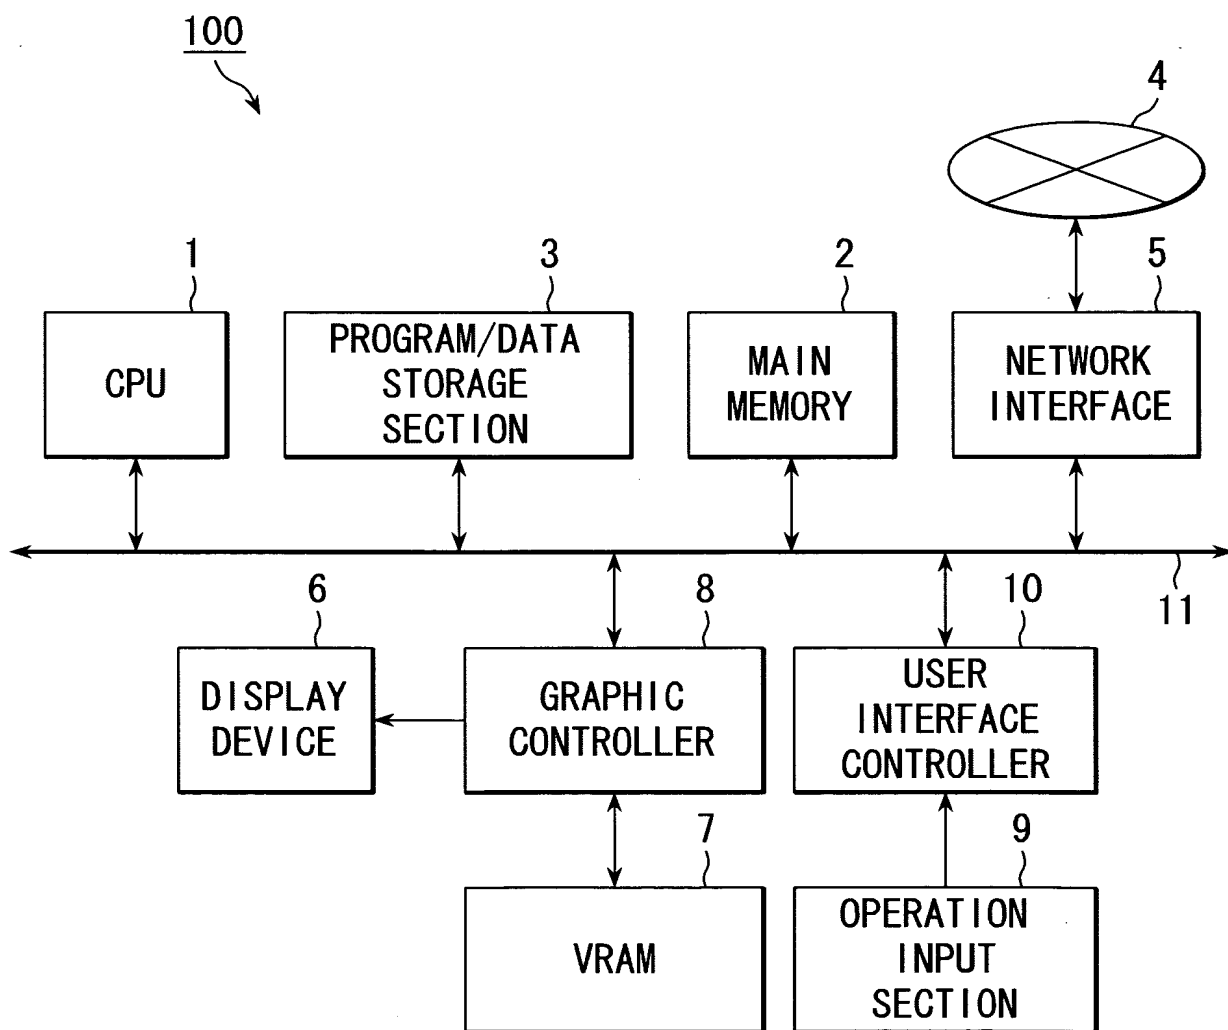 100
4
1
3
2
5
CPU
PROGRAM/DATA
STORAGE
SECTION
MAIN
MEMORY
NETWORK
INTERFACE
11
6
8
10
DISPLAY
DEVICE
GRAPHIC
CONTROLLER
USER
INTERFACE
CONTROLLER
7
9
VRAM
OPERATION
INPUT
SECTION